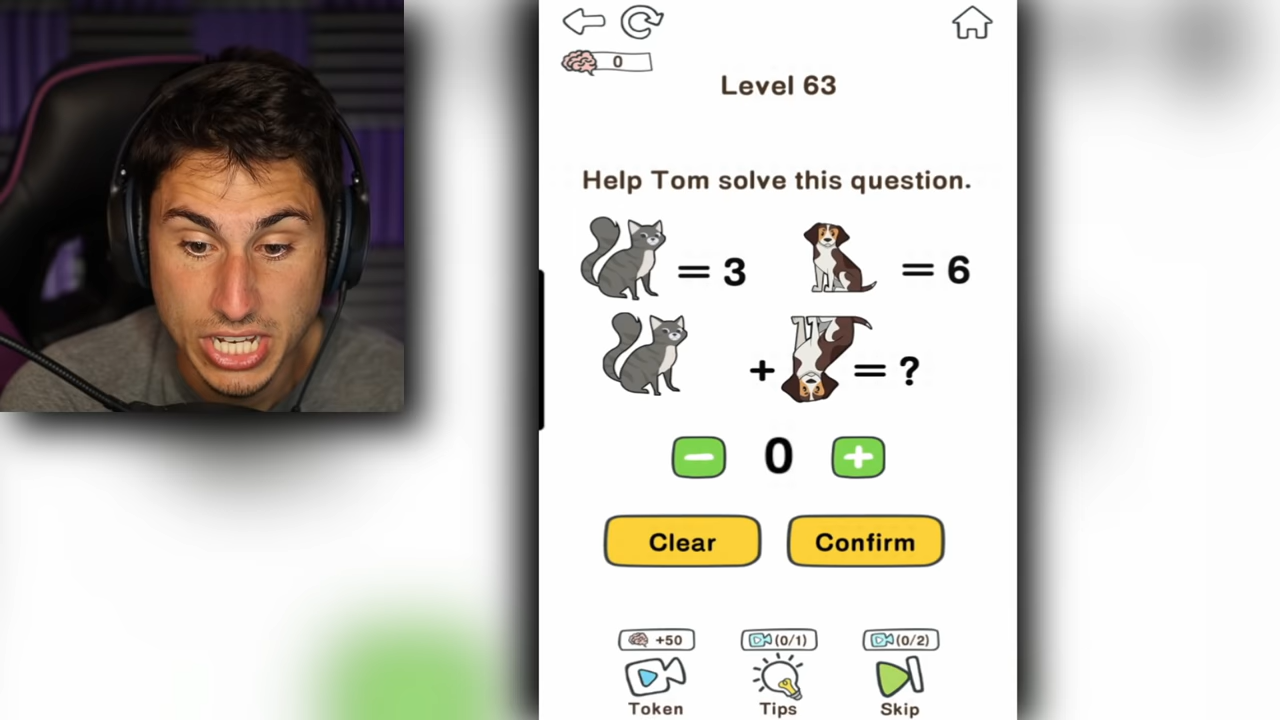 0
Level 63
Help Tom solve this question.
= 3 = 6
+ = ?
− 0 +
Clear Confirm
+50 (0/1) (0/2)
Token Tips Skip